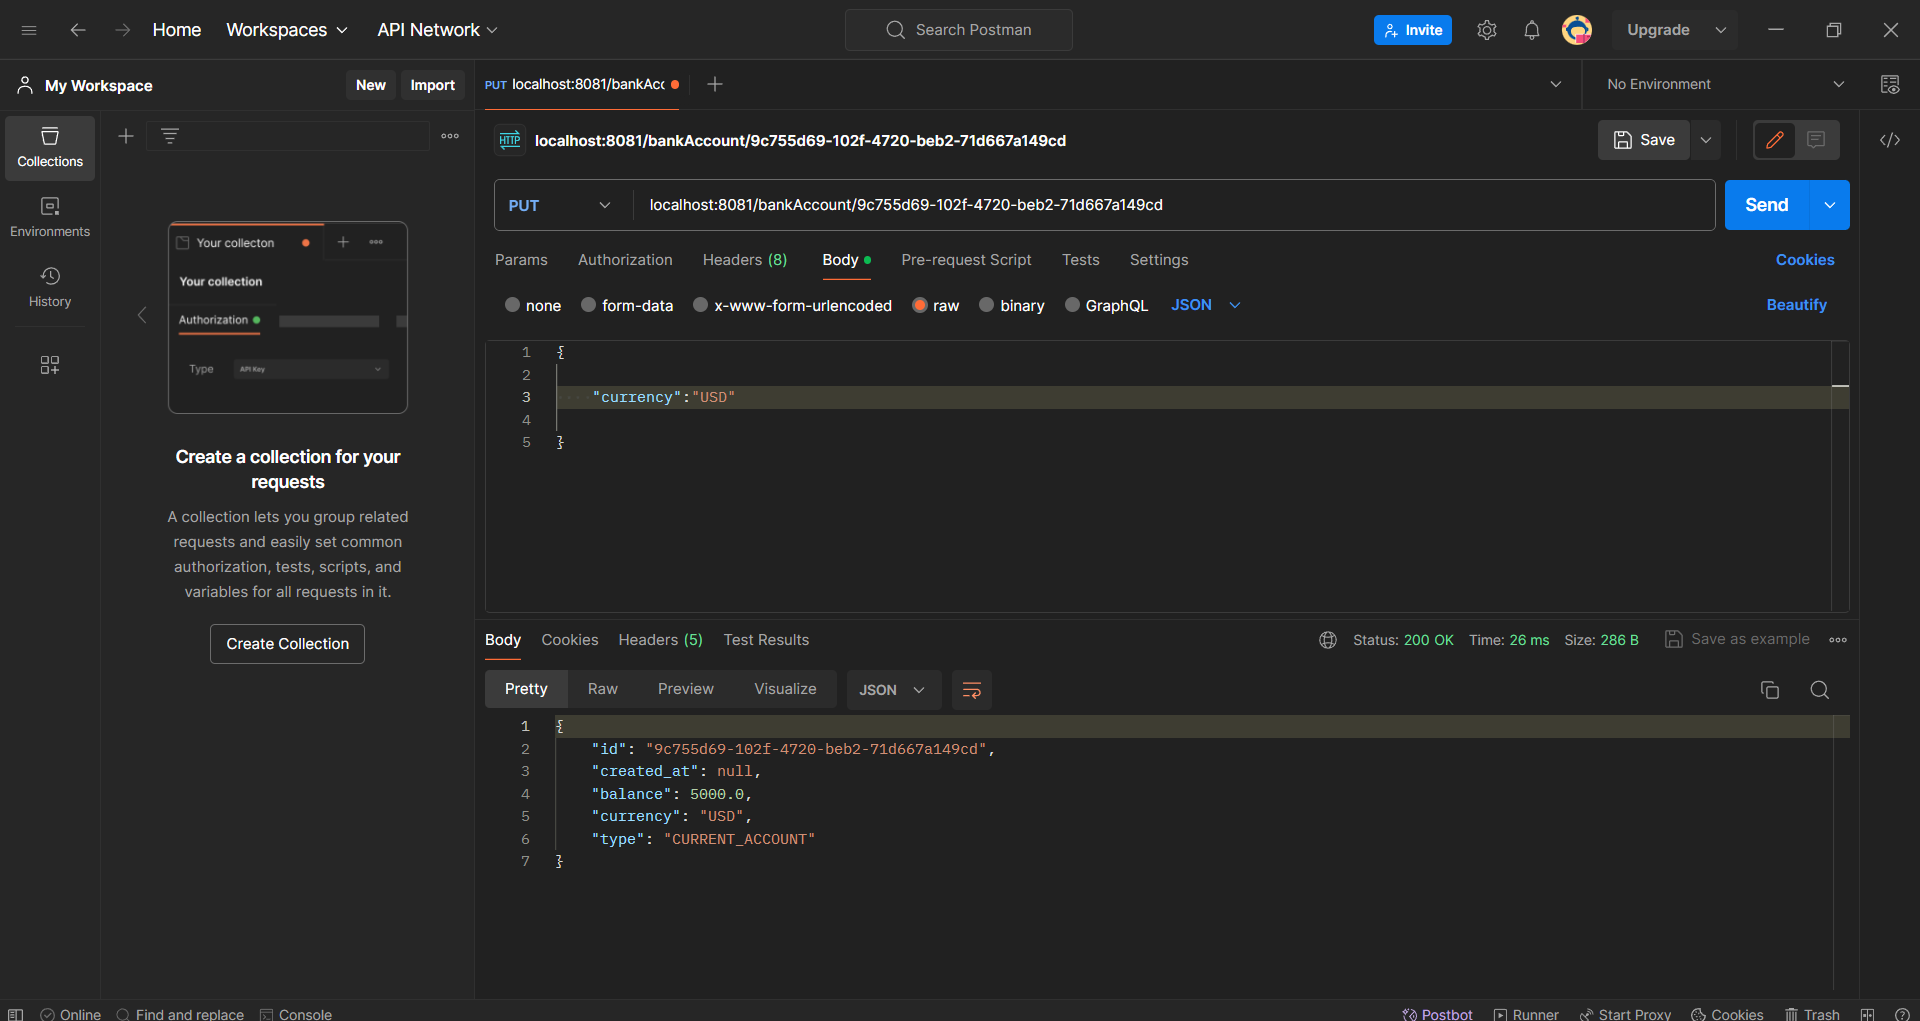 Home Workspaces API Network Search Postman Invite Upgrade
My Workspace New Import PUT localhost:8081/bankAcc No Environment
HTTP localhost:8081/bankAccount/9c755d69-102f-4720-beb2-71d667a149cd Save
Collections
Environments
History
Your collecton
Your collection
Authorization
Type API Key
Create a collection for your
requests
A collection lets you group related
requests and easily set common
authorization, tests, scripts, and
variables for all requests in it.
Create Collection
PUT localhost:8081/bankAccount/9c755d69-102f-4720-beb2-71d667a149cd Send
Params Authorization Headers (8) Body Pre-request Script Tests Settings Cookies
none form-data x-www-form-urlencoded raw binary GraphQL JSON Beautify
1 {
2
3 "currency":"USD"
4
5 }
Body Cookies Headers (5) Test Results Status: 200 OK Time: 26 ms Size: 286 B Save as example
Pretty Raw Preview Visualize JSON
1 {
2 "id": "9c755d69-102f-4720-beb2-71d667a149cd",
3 "created_at": null,
4 "balance": 5000.0,
5 "currency": "USD",
6 "type": "CURRENT_ACCOUNT"
7 }
Online Find and replace Console Postbot Runner Start Proxy Cookies Trash